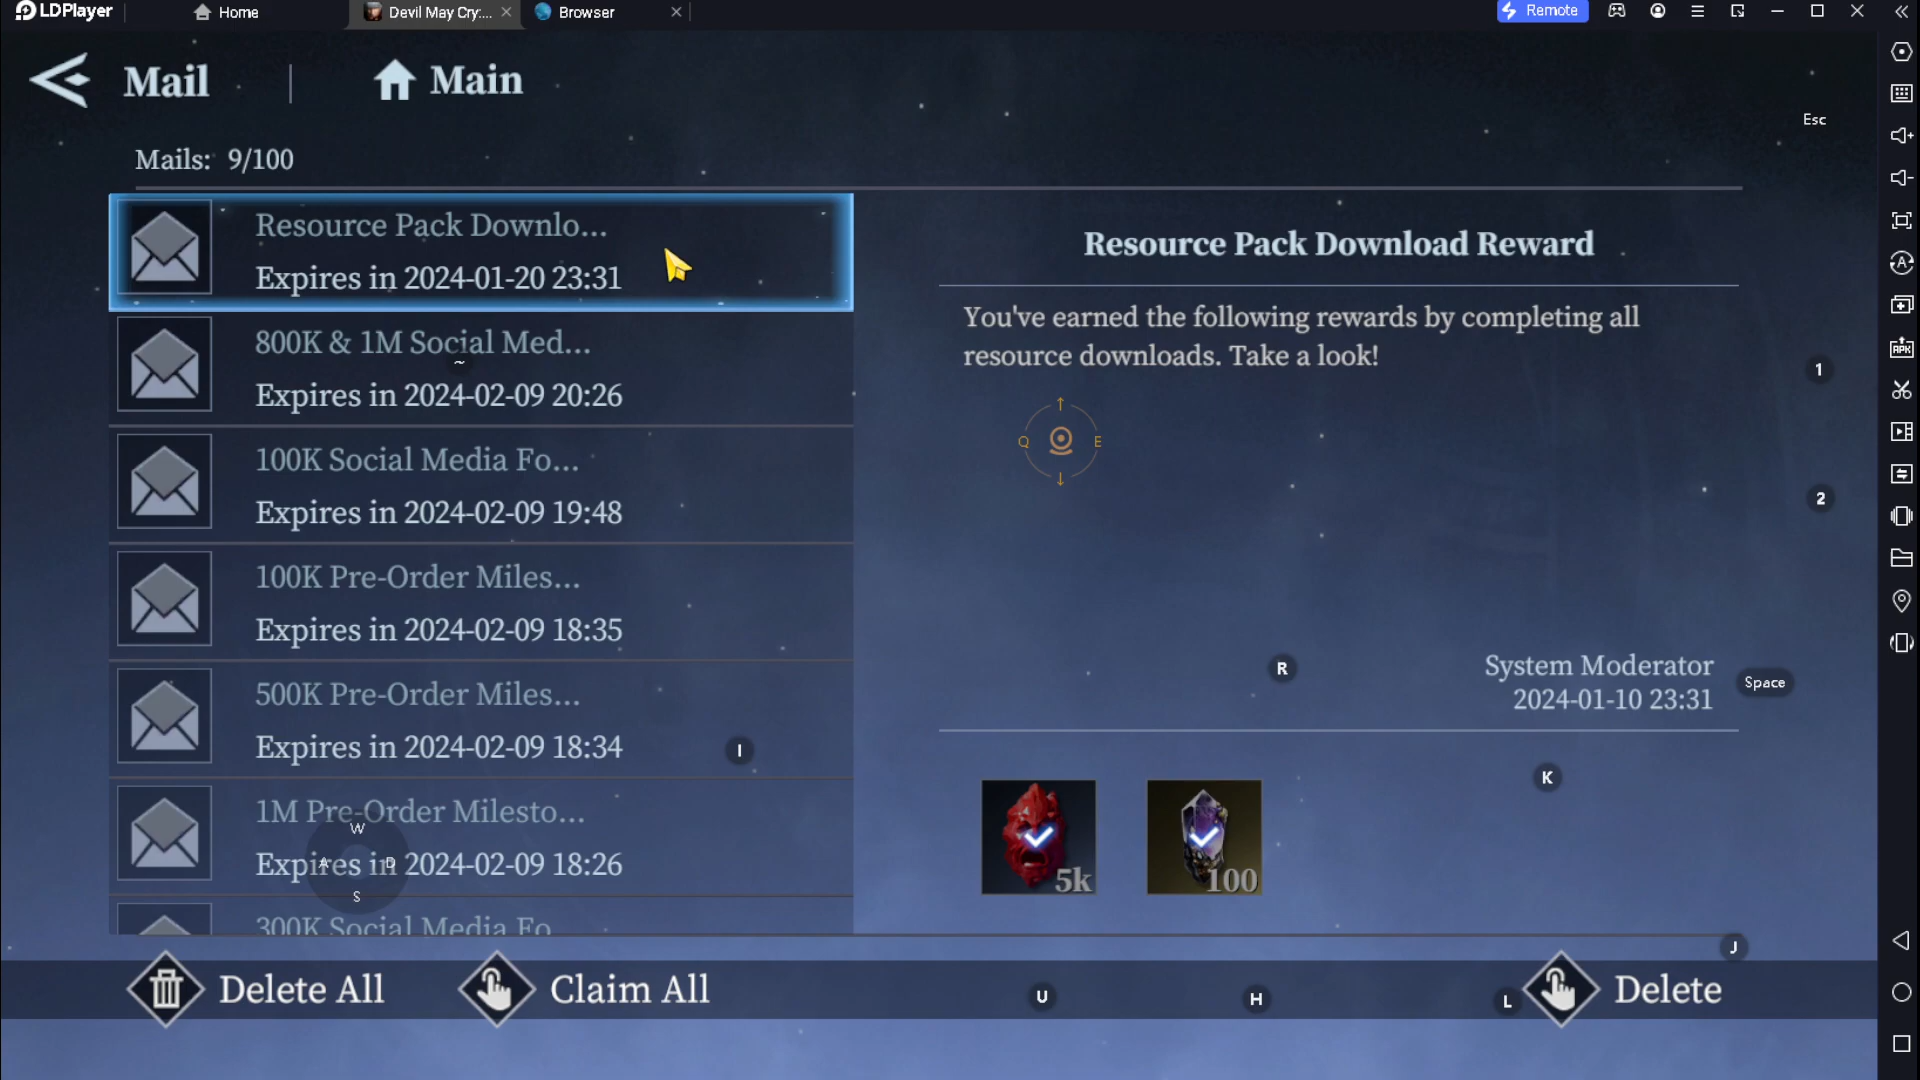 LDPlayer
Home
Devil May Cry:...
Browser
Remote
Mail
Main
Esc
Mails: 9/100
Resource Pack Downlo...
Expires in 2024-01-20 23:31
800K & 1M Social Med...
~
Expires in 2024-02-09 20:26
100K Social Media Fo...
Expires in 2024-02-09 19:48
100K Pre-Order Miles...
Expires in 2024-02-09 18:35
500K Pre-Order Miles...
Expires in 2024-02-09 18:34
I
1M Pre-Order Milesto...
W
Expires in 2024-02-09 18:26
A
D
S
300K Social Media Fo
Resource Pack Download Reward
You've earned the following rewards by completing all
resource downloads. Take a look!
Q
E
1
2
R
System Moderator
Space
2024-01-10 23:31
K
5k
100
J
Delete All
Claim All
U
H
L
Delete
A
APK